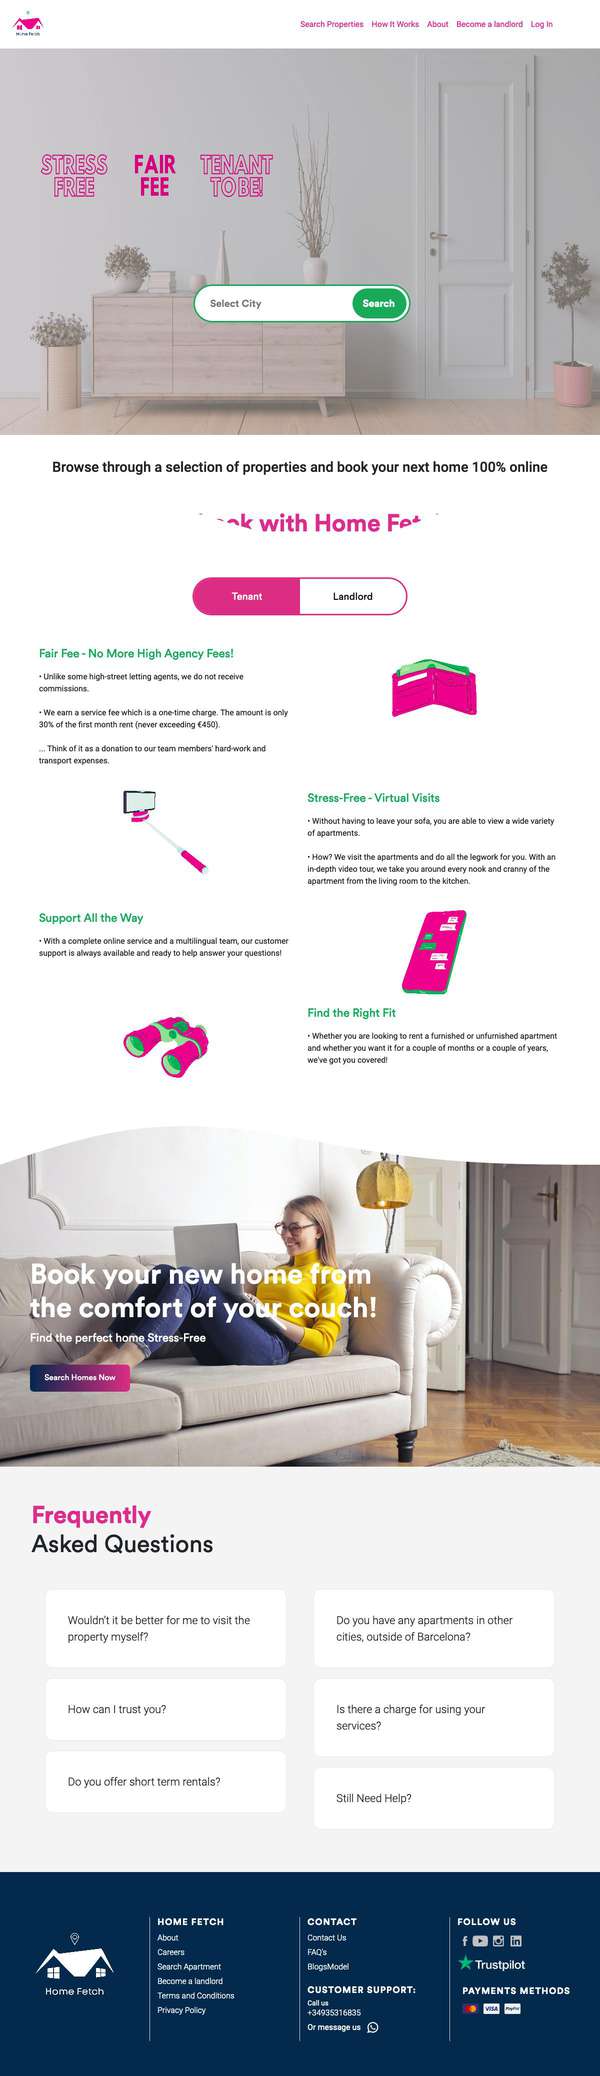 Home Fetch
Search Properties How It Works About Become a landlord Log In
STRESS FREE
FAIR FEE
TENANT TO BE!
Select City Search
Browse through a selection of properties and book your next home 100% online
with Home
Tenant Landlord
Fair Fee - No More High Agency Fees!
• Unlike some high-street letting agents, we do not receive
commissions.
• We earn a service fee which is a one-time charge. The amount is only
30% of the first month rent (never exceeding €450).
... Think of it as a donation to our team members' hard-work and
transport expenses.
Stress-Free - Virtual Visits
• Without having to leave your sofa, you are able to view a wide variety
of apartments.
• How? We visit the apartments and do all the legwork for you. With an
in-depth video tour, we take you around every nook and cranny of the
apartment from the living room to the kitchen.
Support All the Way
• With a complete online service and a multilingual team, our customer
support is always available and ready to help answer your questions!
Find the Right Fit
• Whether you are looking to rent a furnished or unfurnished apartment
and whether you want it for a couple of months or a couple of years,
we've got you covered!
Book your new home from
the comfort of your couch!
Find the perfect home Stress-Free
Search Homes Now
Frequently
Asked Questions
Wouldn't it be better for me to visit the
property myself?
How can I trust you?
Do you offer short term rentals?
Do you have any apartments in other
cities, outside of Barcelona?
Is there a charge for using your
services?
Still Need Help?
Home Fetch
HOME FETCH
About
Careers
Search Apartment
Become a landlord
Terms and Conditions
Privacy Policy
CONTACT
Contact Us
FAQ's
BlogsModel
CUSTOMER SUPPORT:
Call us
+34935316835
Or message us
FOLLOW US
Trustpilot
PAYMENTS METHODS
VISA PayPal